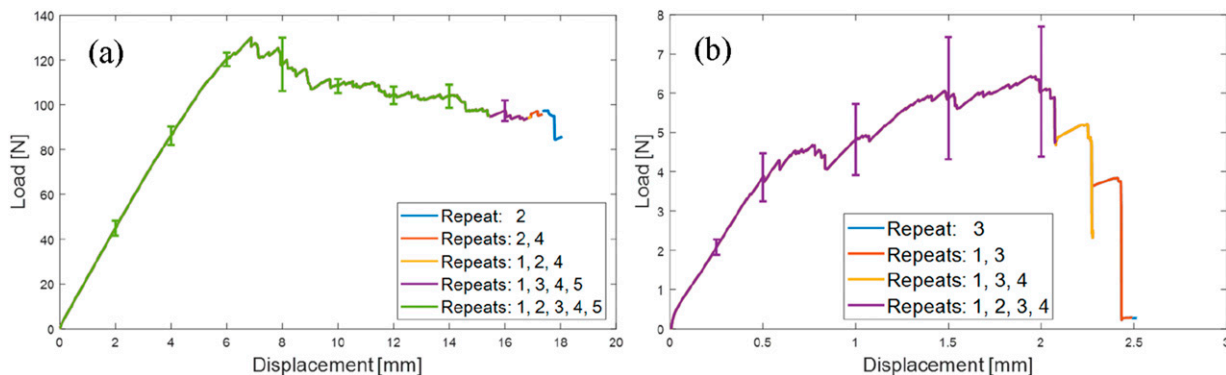 (a)
Load [N]
140
120
100
80
60
40
20
0
0 2 4 6 8 10 12 14 16 18 20
Displacement [mm]
Repeat: 2
Repeats: 2, 4
Repeats: 1, 2, 4
Repeats: 1, 3, 4, 5
Repeats: 1, 2, 3, 4, 5
(b)
Load [N]
8
7
6
5
4
3
2
1
0
0 0.5 1 1.5 2 2.5 3
Displacement [mm]
Repeat: 3
Repeats: 1, 3
Repeats: 1, 3, 4
Repeats: 1, 2, 3, 4